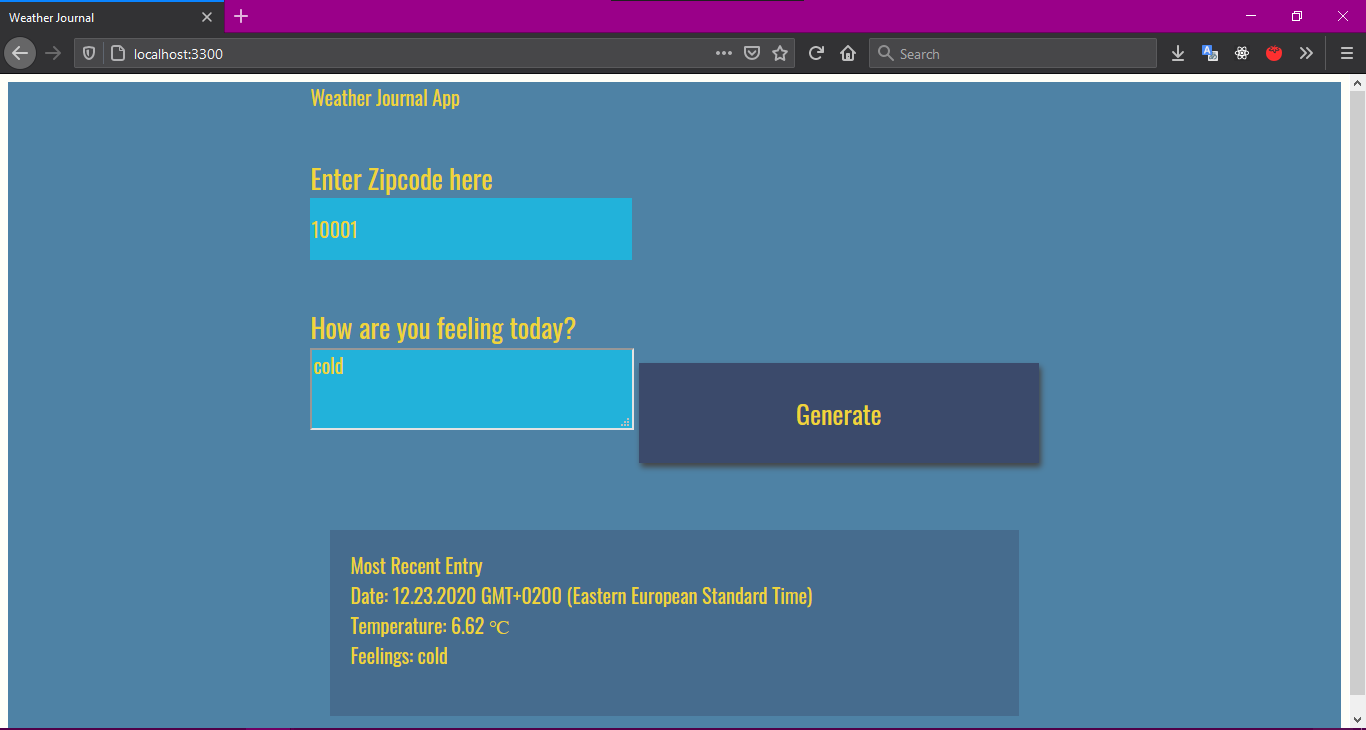 Weather Journal
localhost:3300
Search
Weather Journal App
Enter Zipcode here
10001
How are you feeling today?
cold
Generate
Most Recent Entry
Date: 12.23.2020 GMT+0200 (Eastern European Standard Time)
Temperature: 6.62 ℃
Feelings: cold